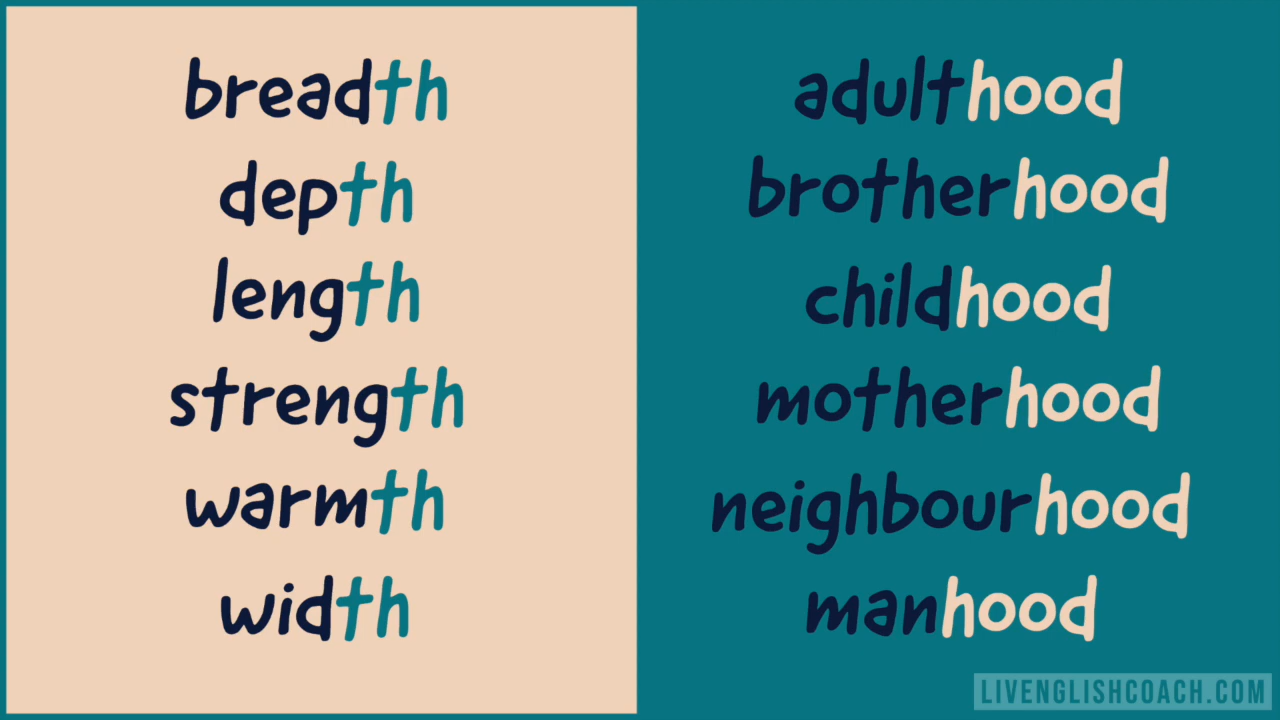 breadth
depth
length
strength
warmth
width
adulthood
brotherhood
childhood
motherhood
neighbourhood
manhood
LIVENGLISHCOACH.COM